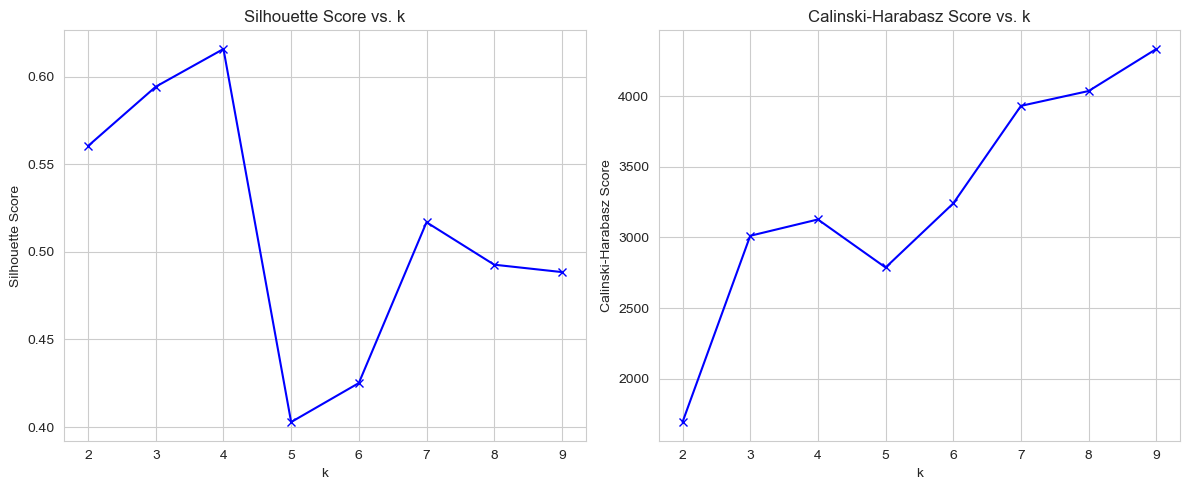 Silhouette Score vs. k
Silhouette Score
0.60
0.55
0.50
0.45
0.40
2 3 4 5 6 7 8 9
k
Calinski-Harabasz Score vs. k
Calinski-Harabasz Score
4000
3500
3000
2500
2000
2 3 4 5 6 7 8 9
k